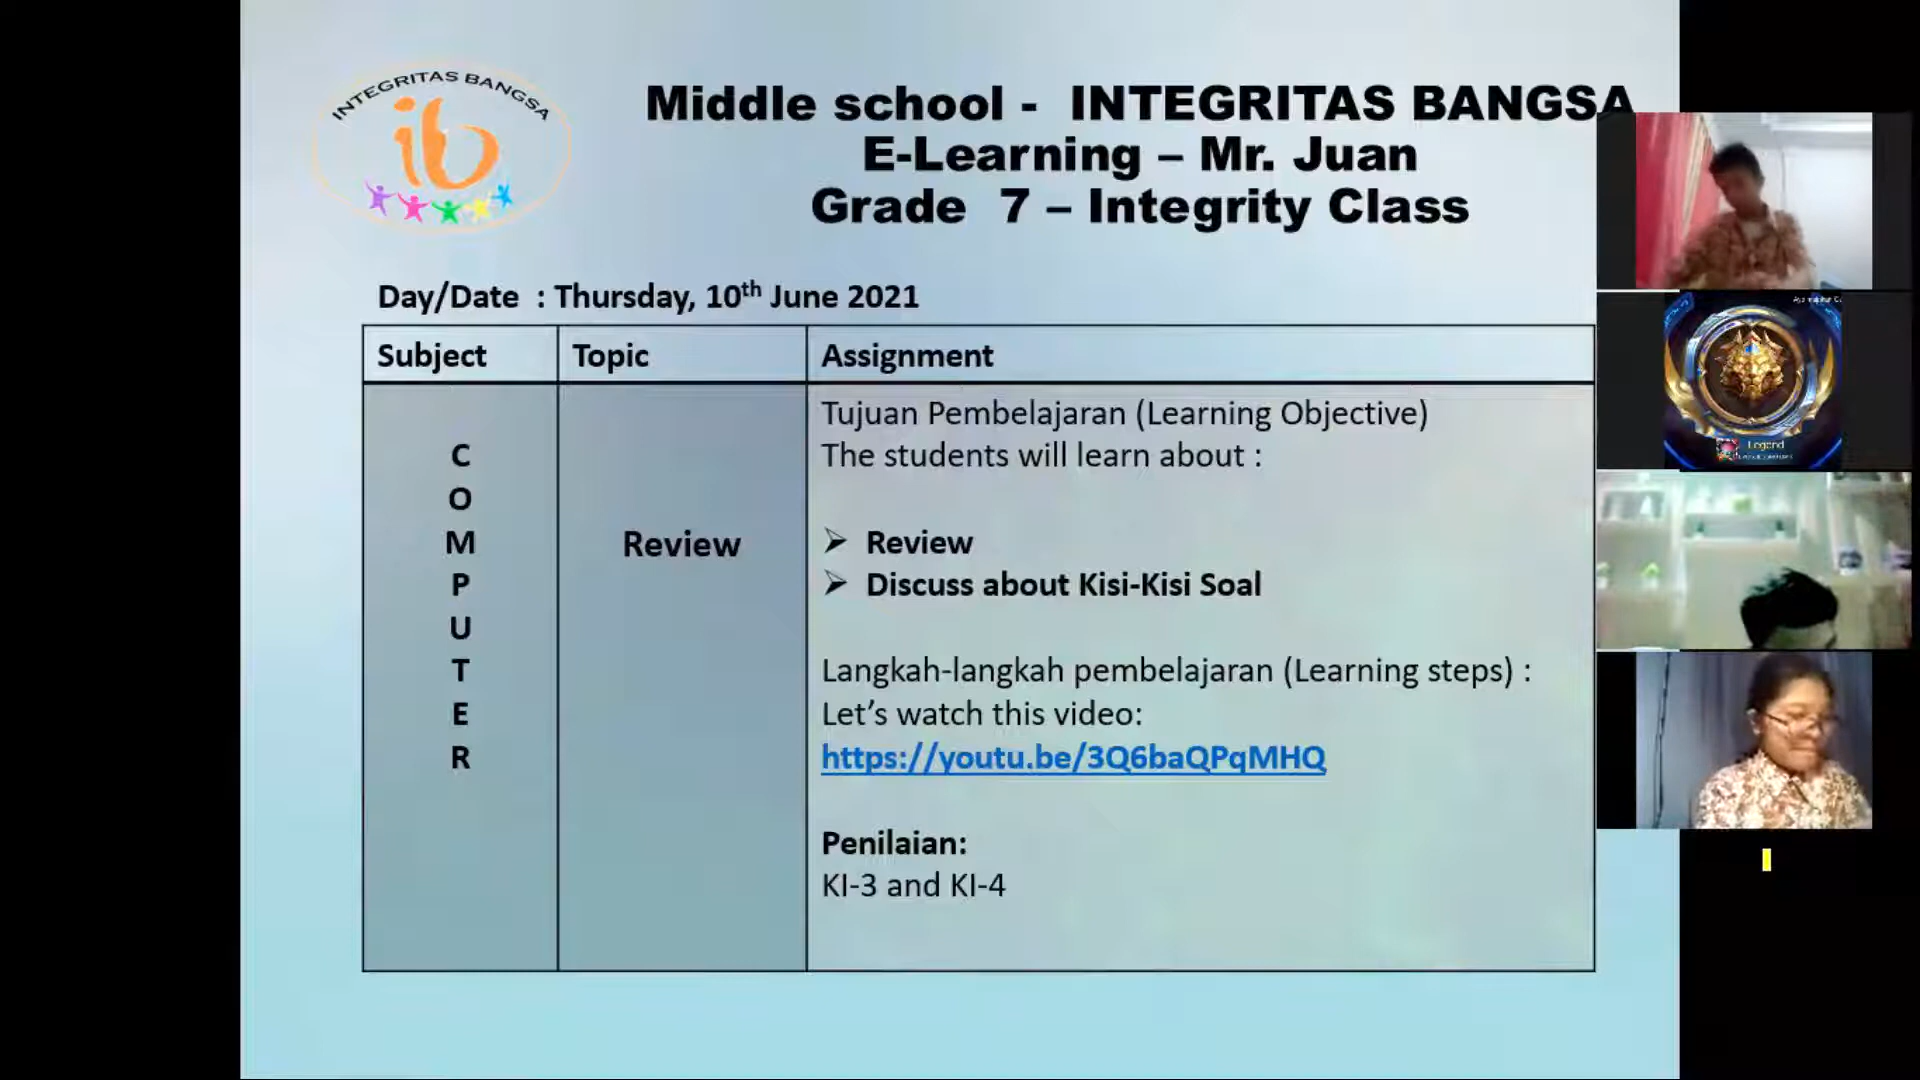 INTEGRITAS BANGSA
ib
Middle school - INTEGRITAS BANGSA
E-Learning – Mr. Juan
Grade 7 – Integrity Class
Day/Date : Thursday, 10th June 2021
Subject Topic Assignment
COMPUTER
Review
Tujuan Pembelajaran (Learning Objective)
The students will learn about :
➢ Review
➢ Discuss about Kisi-Kisi Soal
Langkah-langkah pembelajaran (Learning steps) :
Let's watch this video:
https://youtu.be/3Q6baQPqMHQ
Penilaian:
KI-3 and KI-4
Legend